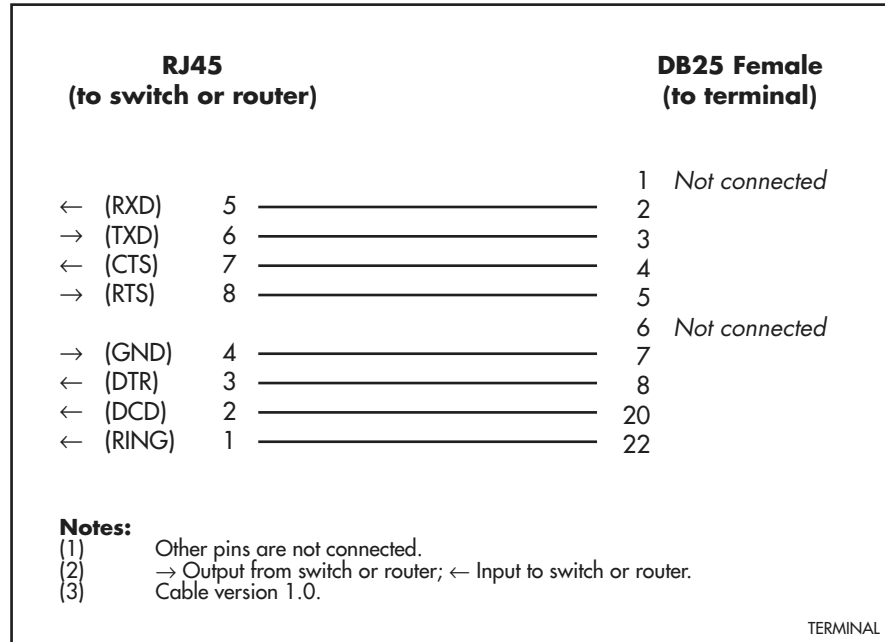 RJ45 DB25 Female
(to switch or router) (to terminal)
1 Not connected
← (RXD) 5 2
→ (TXD) 6 3
← (CTS) 7 4
→ (RTS) 8 5
6 Not connected
→ (GND) 4 7
← (DTR) 3 8
← (DCD) 2 20
← (RING) 1 22
Notes:
(1) Other pins are not connected.
(2) → Output from switch or router; ← Input to switch or router.
(3) Cable version 1.0.
TERMINAL